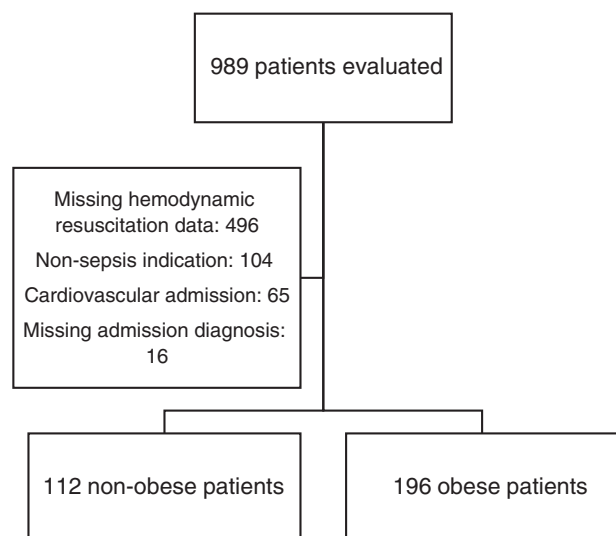 989 patients evaluated
Missing hemodynamic
resuscitation data: 496
Non-sepsis indication: 104
Cardiovascular admission: 65
Missing admission diagnosis:
16
112 non-obese patients
196 obese patients